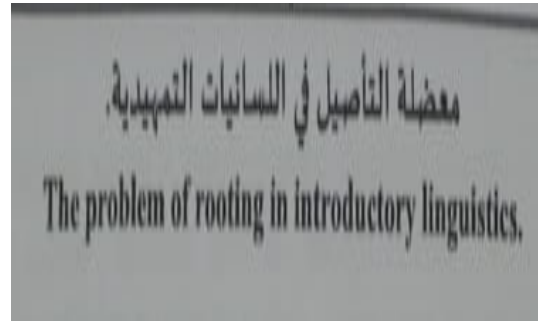 معضلة التأصيل في اللسانيات التمهيدية.
The problem of rooting in introductory linguistics.